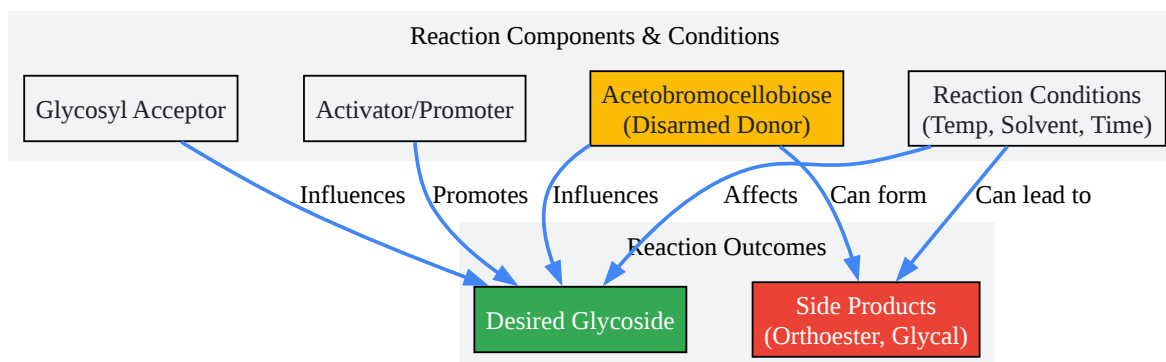 Reaction Components & Conditions
Glycosyl Acceptor
Activator/Promoter
Acetobromocellobiose
(Disarmed Donor)
Reaction Conditions
(Temp, Solvent, Time)
Influences
Promotes
Influences
Affects
Can form
Can lead to
Reaction Outcomes
Desired Glycoside
Side Products
(Orthoester, Glycal)